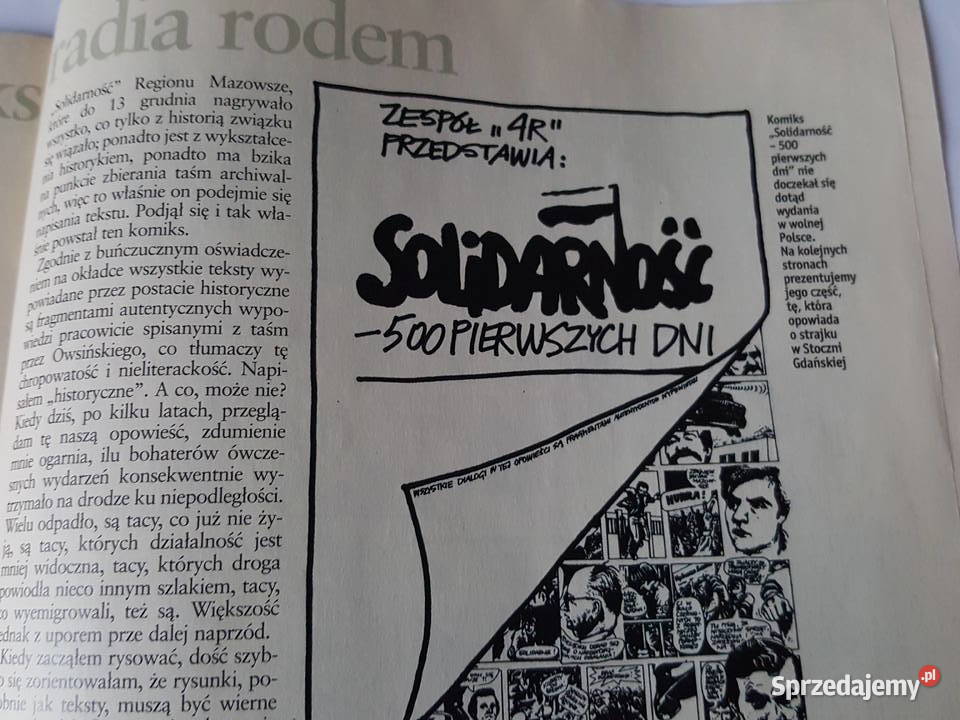 radia rodem
„Solidarność” Regionu Mazowsze,
które do 13 grudnia nagrywało
wszystko, co tylko z historią związku
się wiązało; ponadto jest z wykształce-
nia historykiem, ponadto ma bzika
na punkcie zbierania taśm archiwal-
nych, więc to właśnie on podejmie się
napisania tekstu. Podjął się i tak wła-
śnie powstał ten komiks.
Zgodnie z buńczucznym oświadcze-
niem na okładce wszystkie teksty wy-
powiadane przez postacie historyczne
są fragmentami autentycznych wypo-
wiedzi pracowicie spisanymi z taśm
przez Owsińskiego, co tłumaczy tę
chropowatość i nieliterackość. Napi-
sałem „historyczne”. A co, może nie?
Kiedy dziś, po kilku latach, przeglą-
dam tę naszą opowieść, zdumienie
mnie ogarnia, ilu bohaterów ówcze-
snych wydarzeń konsekwentnie wy-
trzymało na drodze ku niepodległości.
Wielu odpadło, są tacy, co już nie ży-
ją, są tacy, których działalność jest
mniej widoczna, tacy, których droga
powiodła nieco innym szlakiem, tacy,
co wyemigrowali, też są. Większość
jednak z uporem prze dalej naprzód.
Kiedy zacząłem rysować, dość szyb-
ko się zorientowałam, że rysunki, po-
dobnie jak teksty, muszą być wierne
ZESPÓŁ „4R”
PRZEDSTAWIA:
SOLiDARNOŚĆ
–500 PIERWSZYCH DNI
WSZYSTKIE DIALOGI W TEJ OPOWIEŚCI SĄ FRAGMENTAMI AUTENTYCZNYCH WYPOWIEDZI
HURRA!
SOLIDARNI!
Komiks
„Solidarność
– 500
pierwszych
dni” nie
doczekał się
dotąd
wydania
w wolnej
Polsce.
Na kolejnych
stronach
prezentujemy
jego część,
tę, która
opowiada
o strajku
w Stoczni
Gdańskiej
Sprzedajemy.pl